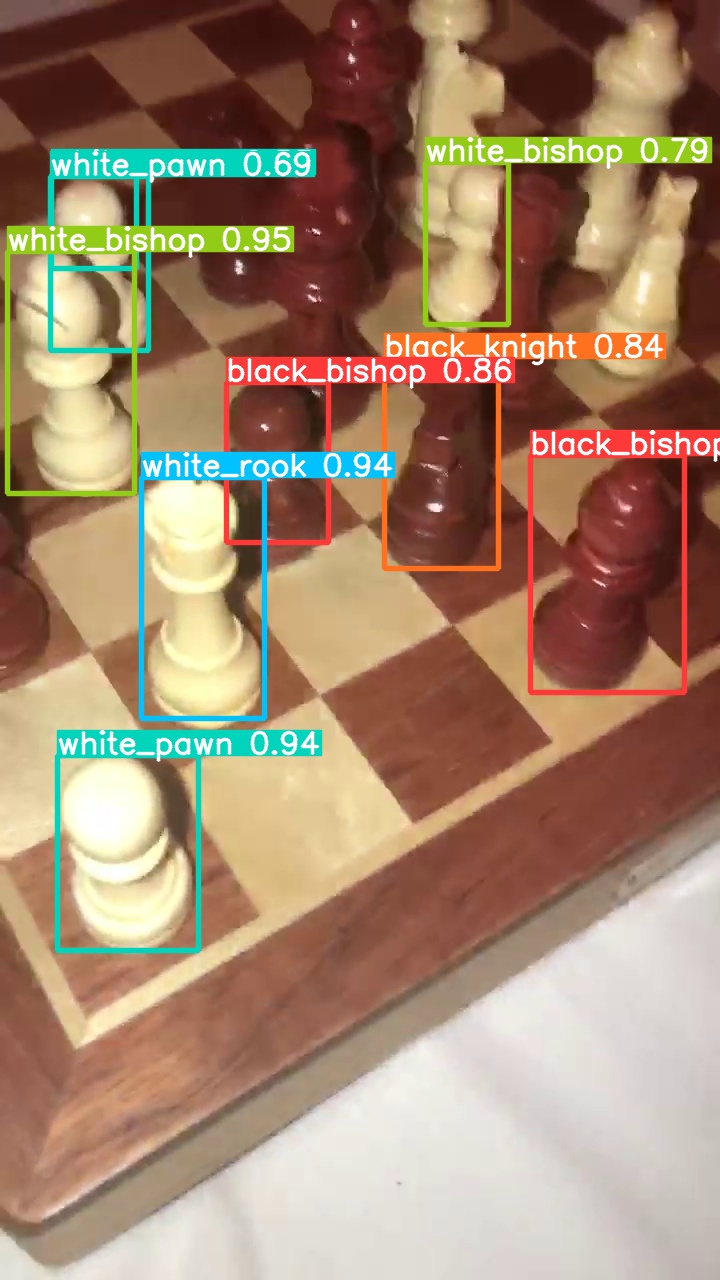 white_pawn 0.69
white_bishop 0.79
white_bishop 0.95
black_knight 0.84
black_bishop 0.86
black_bishop
white_rook 0.94
white_pawn 0.94